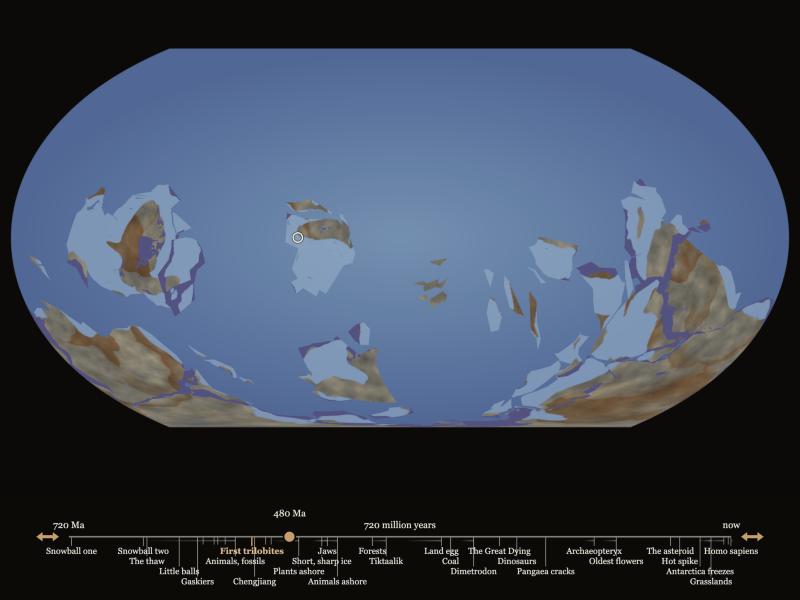 480 Ma
720 Ma 720 million years now
Snowball one Snowball two First trilobites Jaws Forests Land egg The Great Dying Archaeopteryx The asteroid Homo sapiens
The thaw Animals, fossils Short, sharp ice Tiktaalik Coal Dinosaurs Oldest flowers Hot spike
Little balls Plants ashore Dimetrodon Pangaea cracks Antarctica freezes
Gaskiers Chengjiang Animals ashore Grasslands